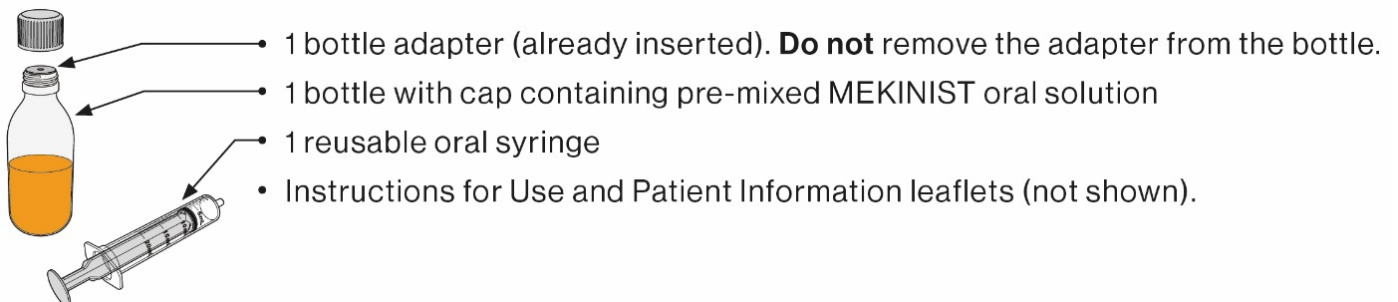 • 1 bottle adapter (already inserted). Do not remove the adapter from the bottle.
• 1 bottle with cap containing pre-mixed MEKINIST oral solution
• 1 reusable oral syringe
• Instructions for Use and Patient Information leaflets (not shown).